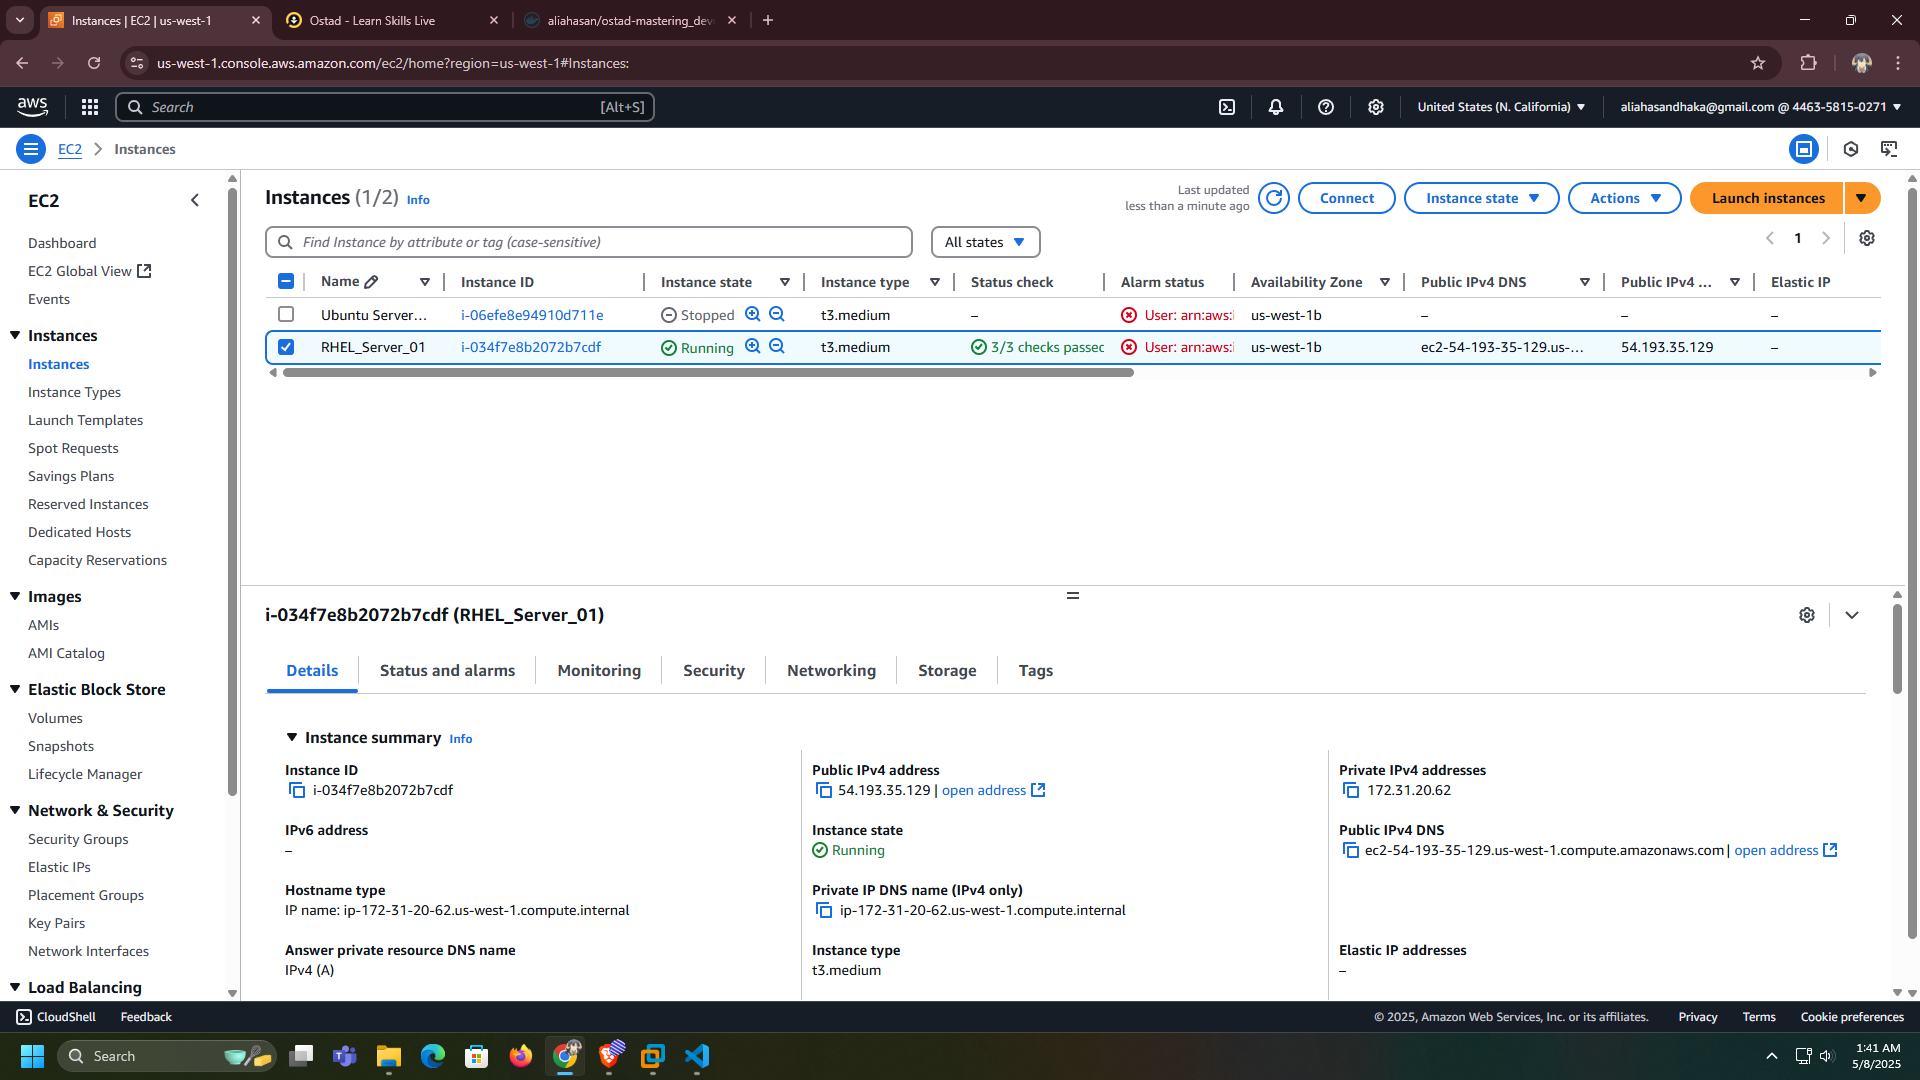 Instances | EC2 | us-west-1
Ostad - Learn Skills Live
aliahasan/ostad-mastering_dev
us-west-1.console.aws.amazon.com/ec2/home?region=us-west-1#Instances:
aws
Search
[Alt+S]
United States (N. California)
aliahasandhaka@gmail.com @ 4463-5815-0271
EC2
Instances
EC2
Dashboard
EC2 Global View
Events
Instances
Instances
Instance Types
Launch Templates
Spot Requests
Savings Plans
Reserved Instances
Dedicated Hosts
Capacity Reservations
Images
AMIs
AMI Catalog
Elastic Block Store
Volumes
Snapshots
Lifecycle Manager
Network & Security
Security Groups
Elastic IPs
Placement Groups
Key Pairs
Network Interfaces
Load Balancing
Instances (1/2) Info
Last updated
less than a minute ago
Connect
Instance state
Actions
Launch instances
Find Instance by attribute or tag (case-sensitive)
All states
1
Name Instance ID Instance state Instance type Status check Alarm status Availability Zone Public IPv4 DNS Public IPv4 ... Elastic IP
Ubuntu Server... i-06efe8e94910d711e Stopped t3.medium – User: arn:aws: us-west-1b – – –
RHEL_Server_01 i-034f7e8b2072b7cdf Running t3.medium 3/3 checks passed User: arn:aws: us-west-1b ec2-54-193-35-129.us-... 54.193.35.129 –
i-034f7e8b2072b7cdf (RHEL_Server_01)
Details
Status and alarms
Monitoring
Security
Networking
Storage
Tags
Instance summary Info
Instance ID
i-034f7e8b2072b7cdf
Public IPv4 address
54.193.35.129 | open address
Private IPv4 addresses
172.31.20.62
IPv6 address
–
Instance state
Running
Public IPv4 DNS
ec2-54-193-35-129.us-west-1.compute.amazonaws.com | open address
Hostname type
IP name: ip-172-31-20-62.us-west-1.compute.internal
Private IP DNS name (IPv4 only)
ip-172-31-20-62.us-west-1.compute.internal
Answer private resource DNS name
IPv4 (A)
Instance type
t3.medium
Elastic IP addresses
–
CloudShell
Feedback
© 2025, Amazon Web Services, Inc. or its affiliates.
Privacy
Terms
Cookie preferences
Search
1:41 AM
5/8/2025